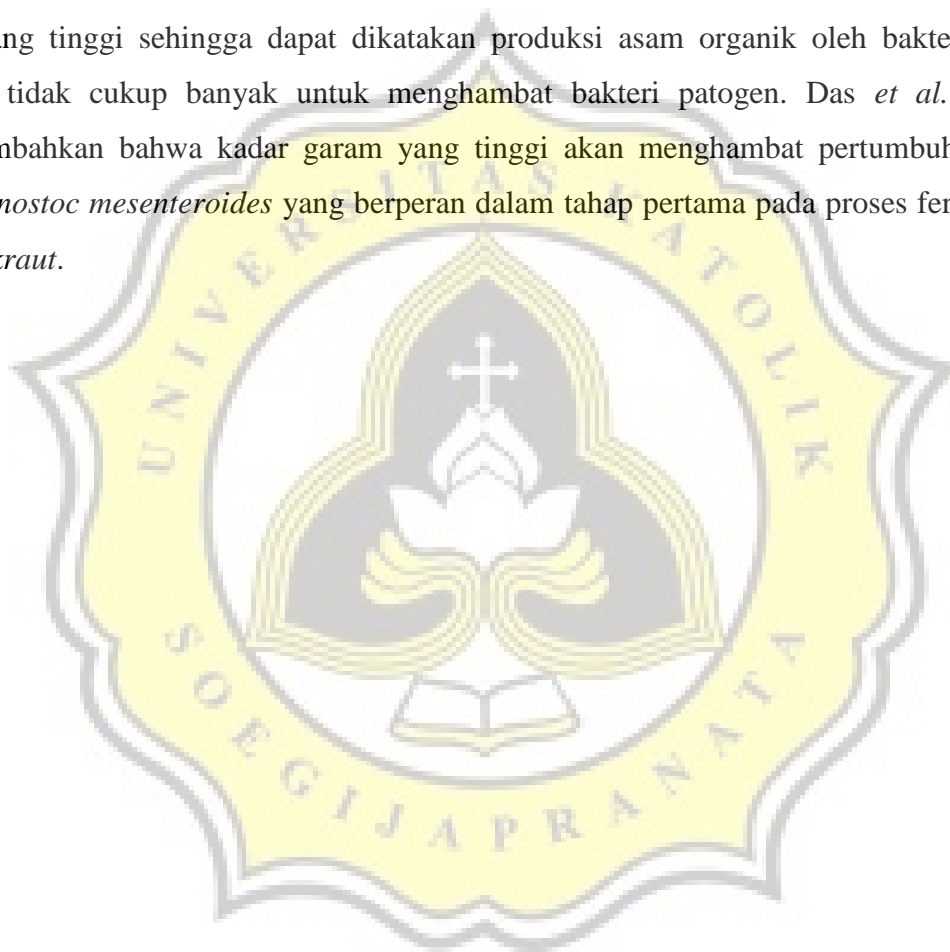 ang tinggi sehingga dapat dikatakan produksi asam organik oleh bakte
tidak cukup banyak untuk menghambat bakteri patogen. Das et al.
mbahkan bahwa kadar garam yang tinggi akan menghambat pertumbuh
nostoc mesenteroides yang berperan dalam tahap pertama pada proses fer
kraut.
UNIVERSITAS KATOLIK
SOEGIJAPRANATA